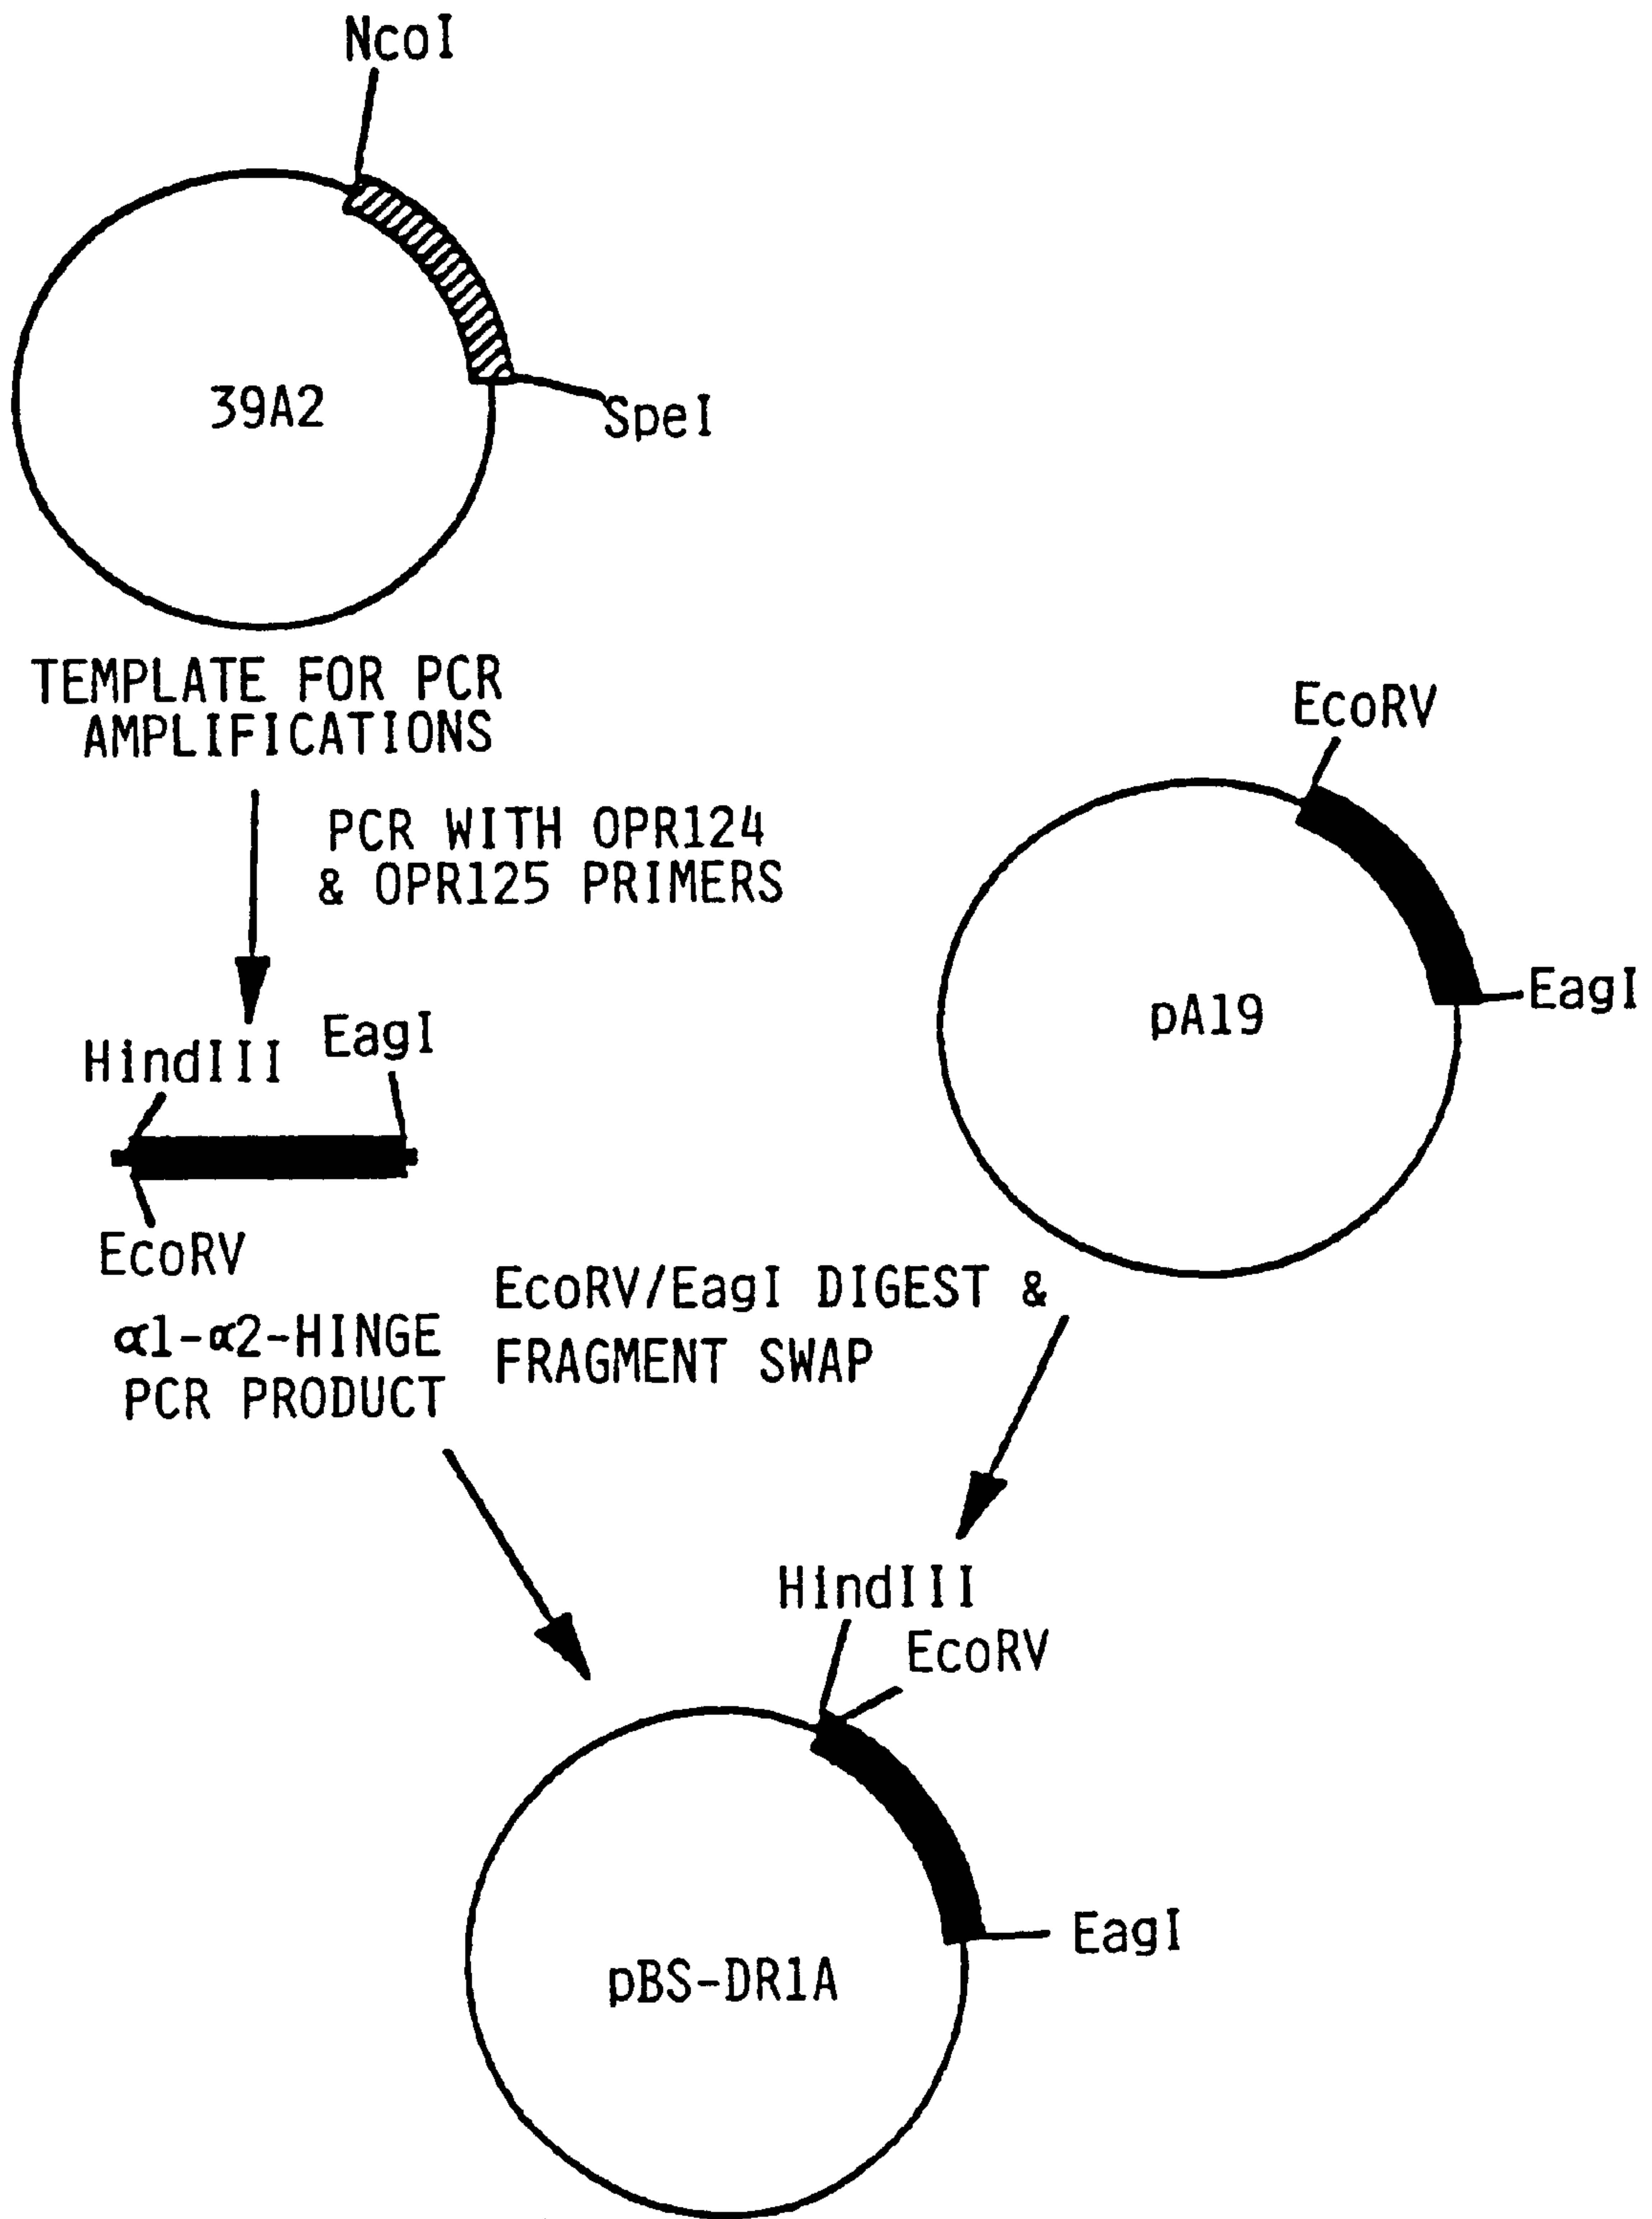 NcoI
39A2
SpeI
TEMPLATE FOR PCR
AMPLIFICATIONS
PCR WITH OPR124
& OPR125 PRIMERS
EcoRV
pA19
EagI
HindIII
EagI
EcoRV
α1-α2-HINGE
PCR PRODUCT
EcoRV/EagI DIGEST &
FRAGMENT SWAP
HindIII
EcoRV
EagI
pBS-DR1A